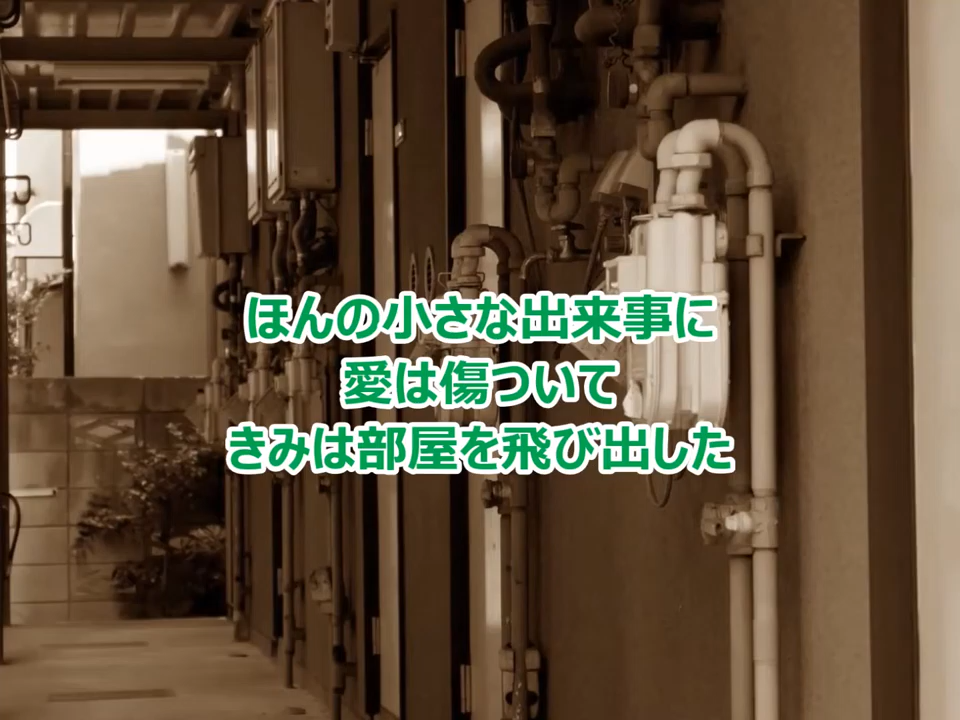 ほんの小さな出来事に
愛は傷ついて
きみは部屋を飛び出した